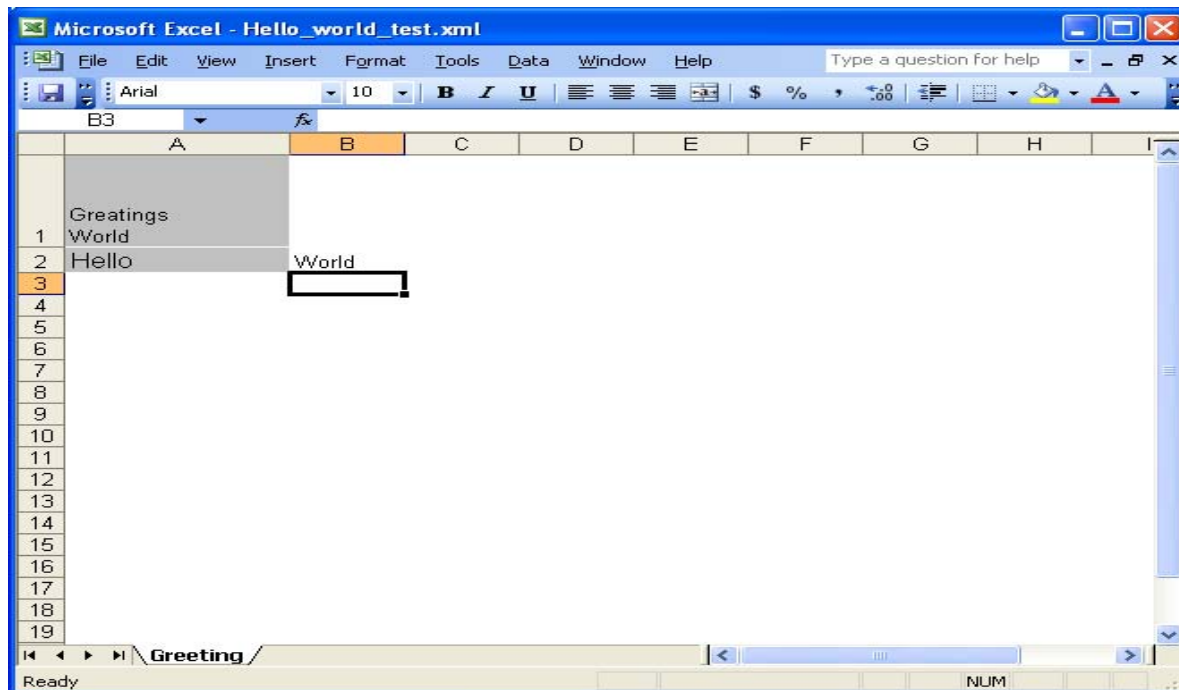 Microsoft Excel - Hello_world_test.xml
File Edit View Insert Format Tools Data Window Help Type a question for help
Arial 10 B I U $ % , A
B3 fx
A B C D E F G H I
Greatings
1 World
2 Hello World
3
4
5
6
7
8
9
10
11
12
13
14
15
16
17
18
19
Greeting
Ready NUM